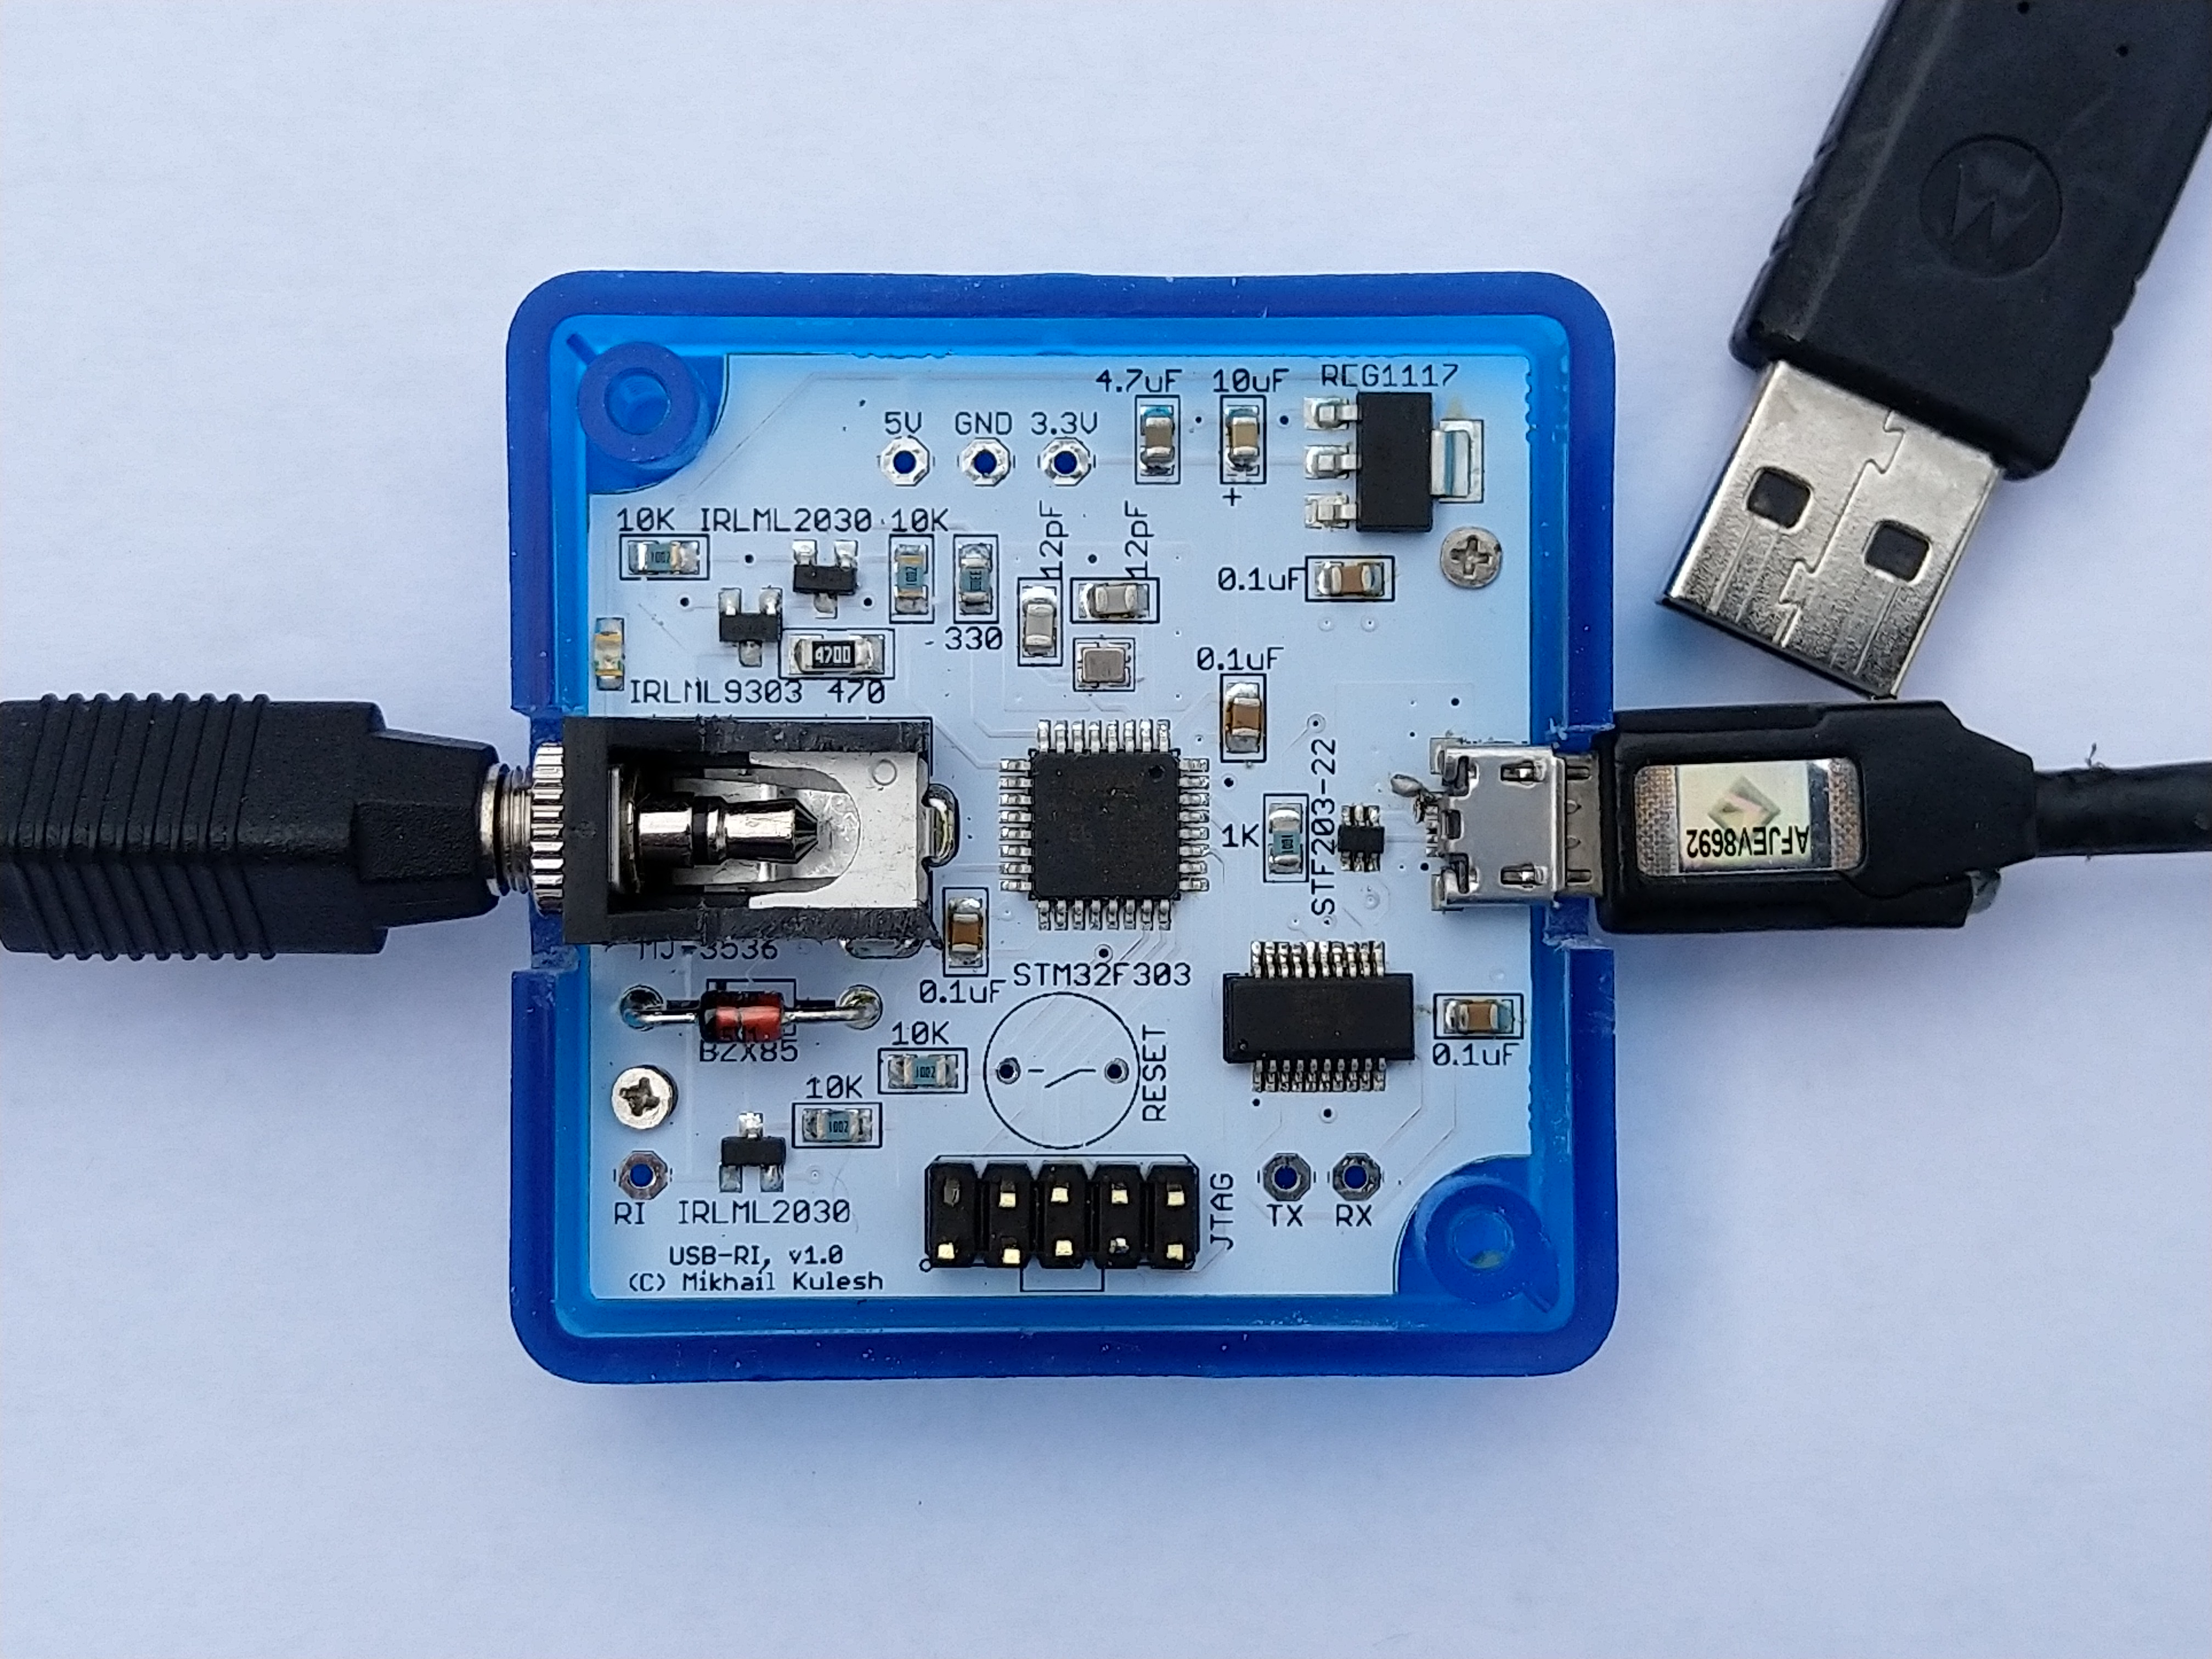 4.7uF 10uF REG1117
5V GND 3.3V
+
10K IRLML2030 10K
12pF
12pF
0.1uF
330
4700
IRLML9303 470
0.1uF
STF203-22
1K
AFJEV8692
MJ-3536
0.1uF
STM32F303
BZX85
10K
RESET
0.1uF
10K
RI IRLML2030
JTAG
TX RX
USB-RI, v1.0
(C) Mikhail Kulesh